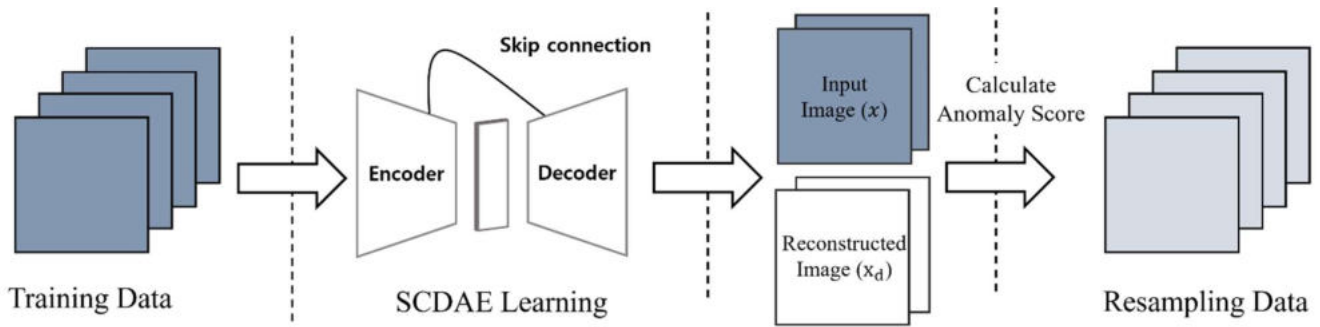 Training Data
Skip connection
Encoder
Decoder
SCDAE Learning
Input
Image (x)
Reconstructed
Image (x_d)
Calculate
Anomaly Score
Resampling Data